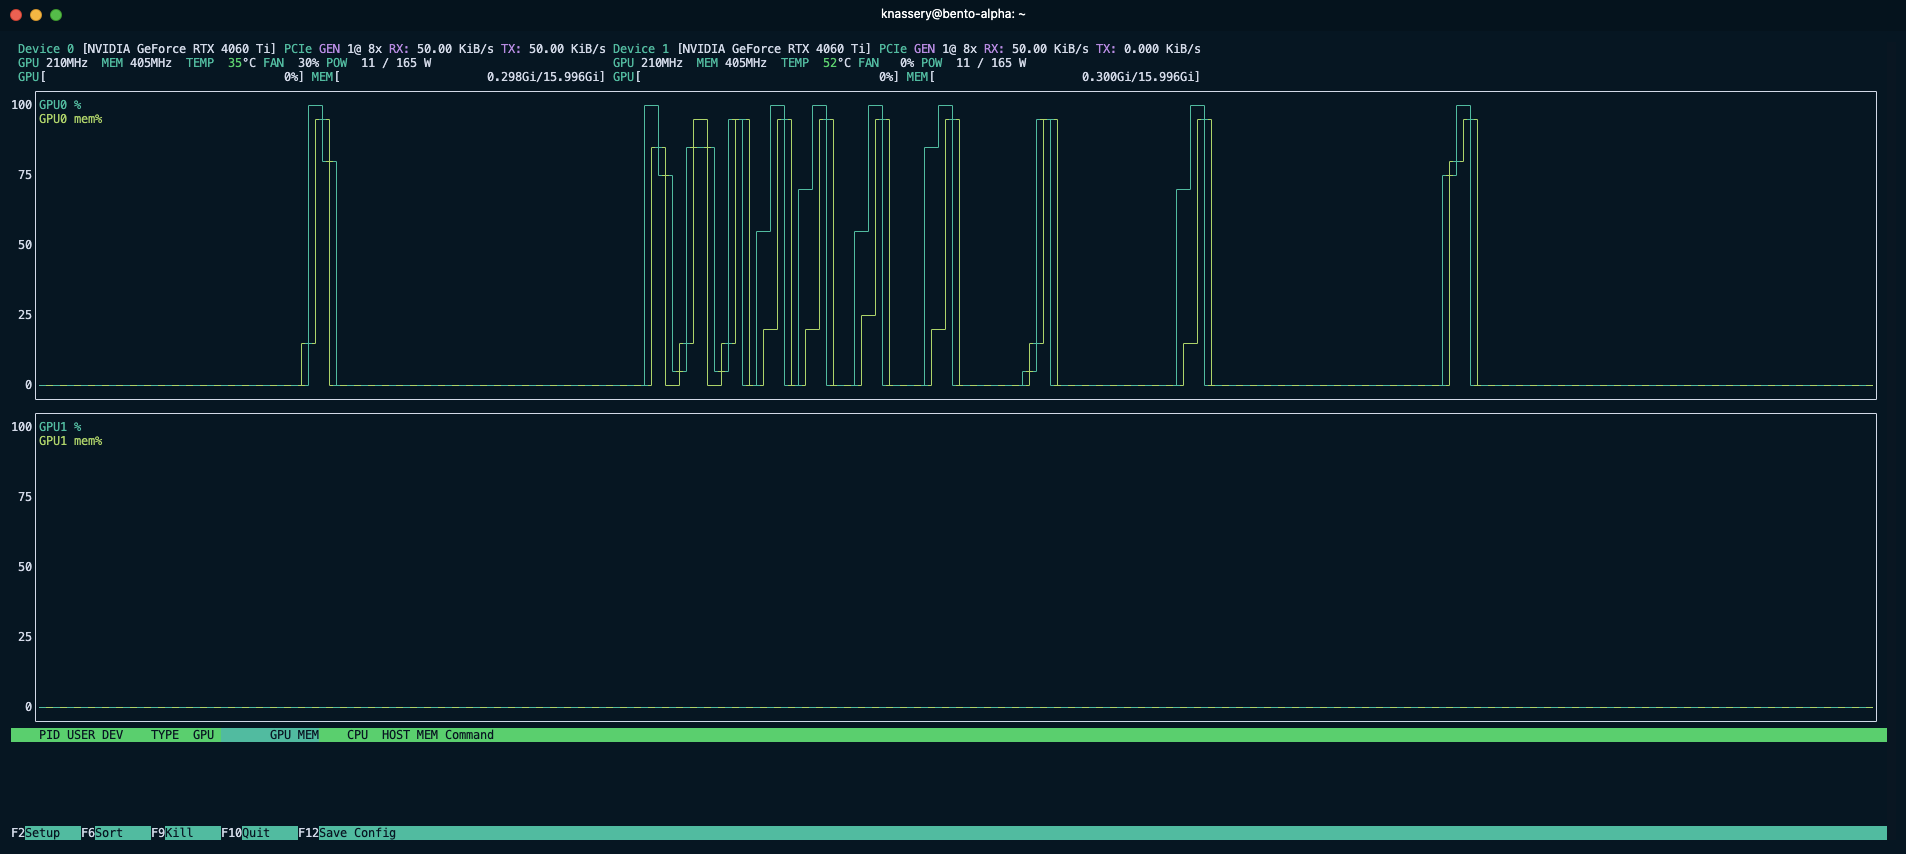 knassery@bento-alpha: ~
Device 0 [NVIDIA GeForce RTX 4060 Ti] PCIe GEN 1@ 8x RX: 50.00 KiB/s TX: 50.00 KiB/s Device 1 [NVIDIA GeForce RTX 4060 Ti] PCIe GEN 1@ 8x RX: 50.00 KiB/s TX: 0.000 KiB/s
GPU 210MHz MEM 405MHz TEMP 35°C FAN 30% POW 11 / 165 W GPU 210MHz MEM 405MHz TEMP 52°C FAN 0% POW 11 / 165 W
GPU[ 0%] MEM[ 0.298Gi/15.996Gi] GPU[ 0%] MEM[ 0.300Gi/15.996Gi]
100 GPU0 %
GPU0 mem%
75
50
25
0
100 GPU1 %
GPU1 mem%
75
50
25
0
PID USER DEV TYPE GPU GPU MEM CPU HOST MEM Command
F2Setup F6Sort F9Kill F10Quit F12Save Config